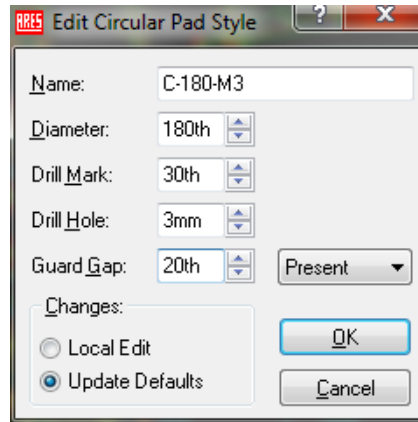 ARES Edit Circular Pad Style ? X
Name: C-180-M3
Diameter: 180th
Drill Mark: 30th
Drill Hole: 3mm
Guard Gap: 20th Present
Changes:
Local Edit
OK
Update Defaults
Cancel